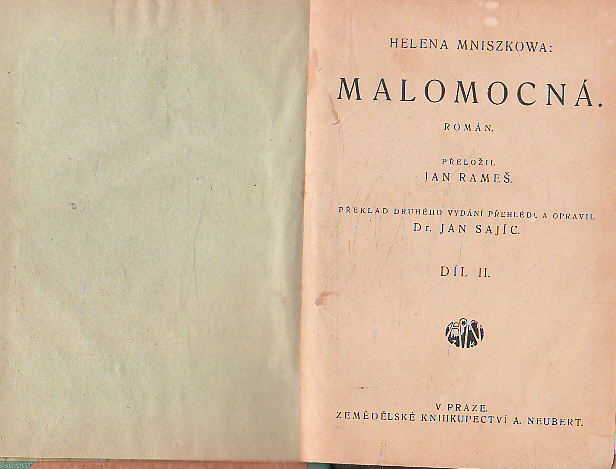 HELENA MNISZKOWA:
MALOMOCNÁ.
ROMÁN.
PŘELOŽIL
JAN RAMEŠ.
PŘEKLAD DRUHÉHO VYDÁNÍ PŘEHLÉDL A OPRAVIL
Dr. JAN SAJÍC.
DÍL II.
V PRAZE.
ZEMĚDĚLSKÉ KNIHKUPECTVÍ A. NEUBERT.